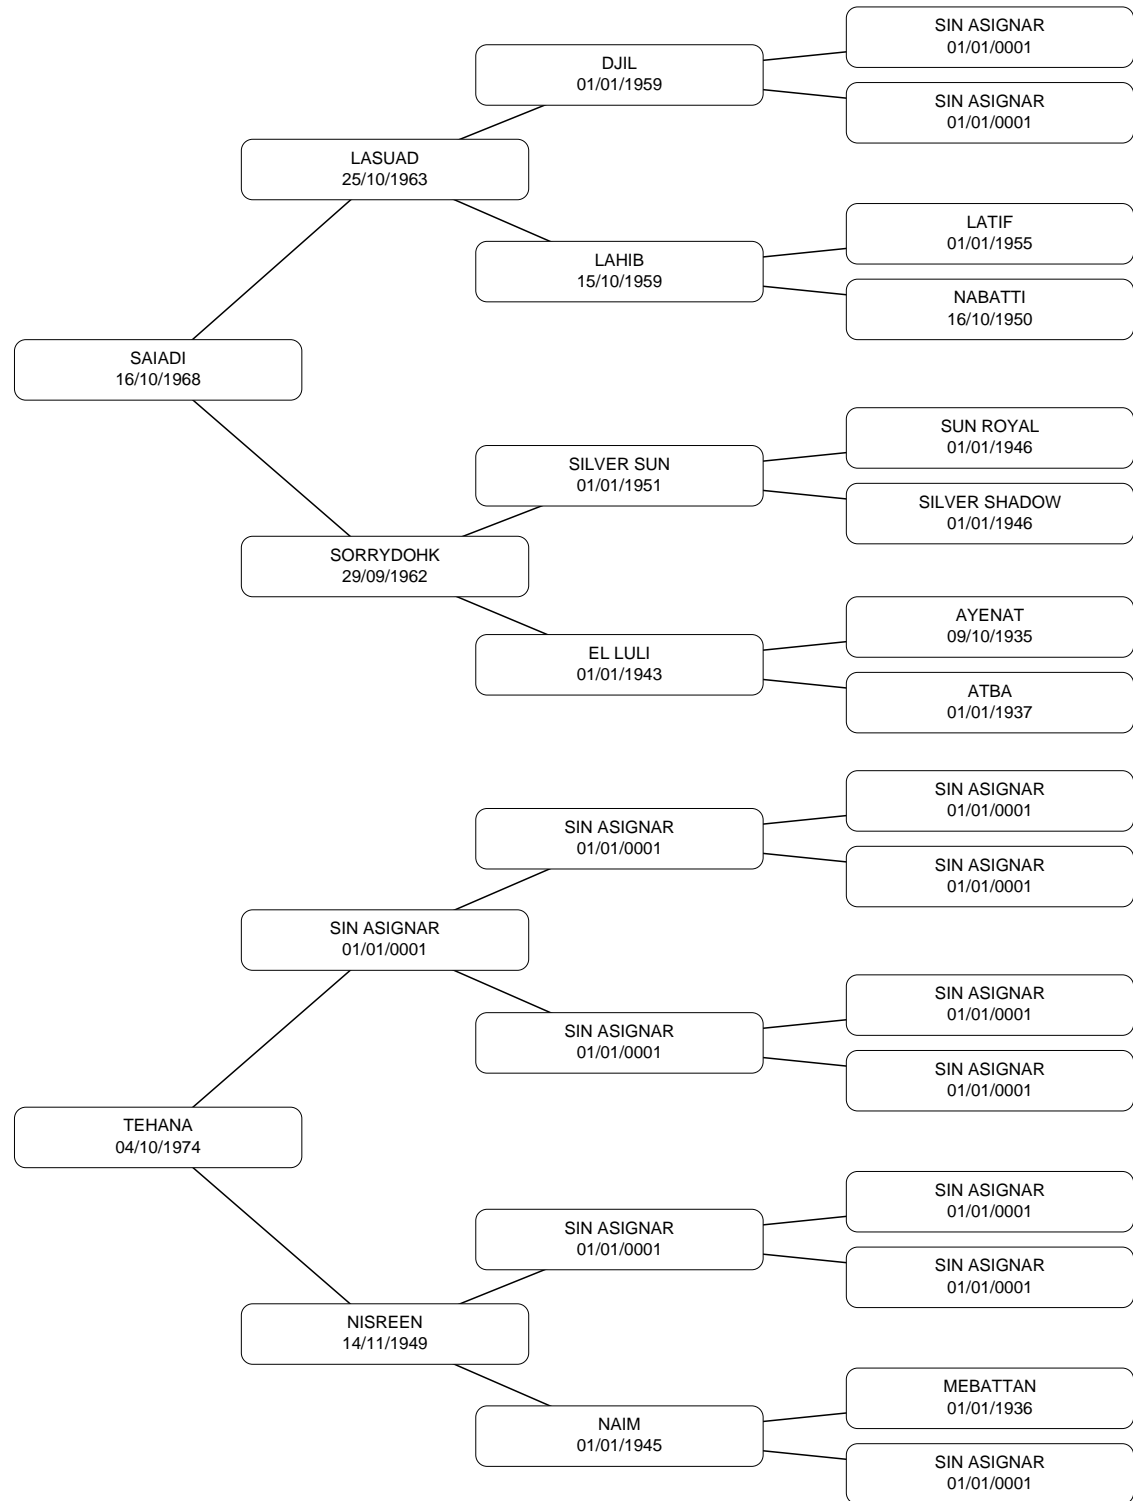 SIN ASIGNAR
01/01/0001
DJIL
01/01/1959
SIN ASIGNAR
01/01/0001
LASUAD
25/10/1963
LATIF
01/01/1955
LAHIB
15/10/1959
NABATTI
16/10/1950
SAIADI
16/10/1968
SUN ROYAL
01/01/1946
SILVER SUN
01/01/1951
SILVER SHADOW
01/01/1946
SORRYDOHK
29/09/1962
AYENAT
09/10/1935
EL LULI
01/01/1943
ATBA
01/01/1937
SIN ASIGNAR
01/01/0001
SIN ASIGNAR
01/01/0001
SIN ASIGNAR
01/01/0001
SIN ASIGNAR
01/01/0001
SIN ASIGNAR
01/01/0001
SIN ASIGNAR
01/01/0001
SIN ASIGNAR
01/01/0001
TEHANA
04/10/1974
SIN ASIGNAR
01/01/0001
SIN ASIGNAR
01/01/0001
SIN ASIGNAR
01/01/0001
NISREEN
14/11/1949
MEBATTAN
01/01/1936
NAIM
01/01/1945
SIN ASIGNAR
01/01/0001